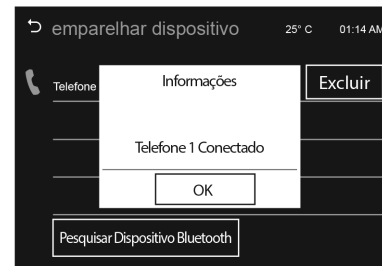 emparelhar dispositivo 25° C 01:14 AM
Telefone
Excluir
Informações
Telefone 1 Conectado
OK
Pesquisar Dispositivo Bluetooth